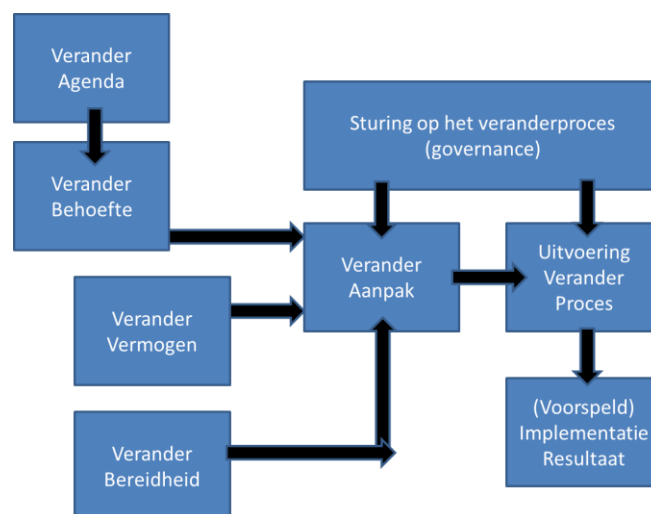 Verander
Agenda
Verander
Behoefte
Sturing op het veranderproces
(governance)
Verander
Aanpak
Uitvoering
Verander
Proces
Verander
Vermogen
Verander
Bereidheid
(Voorspeld)
Implementatie
Resultaat